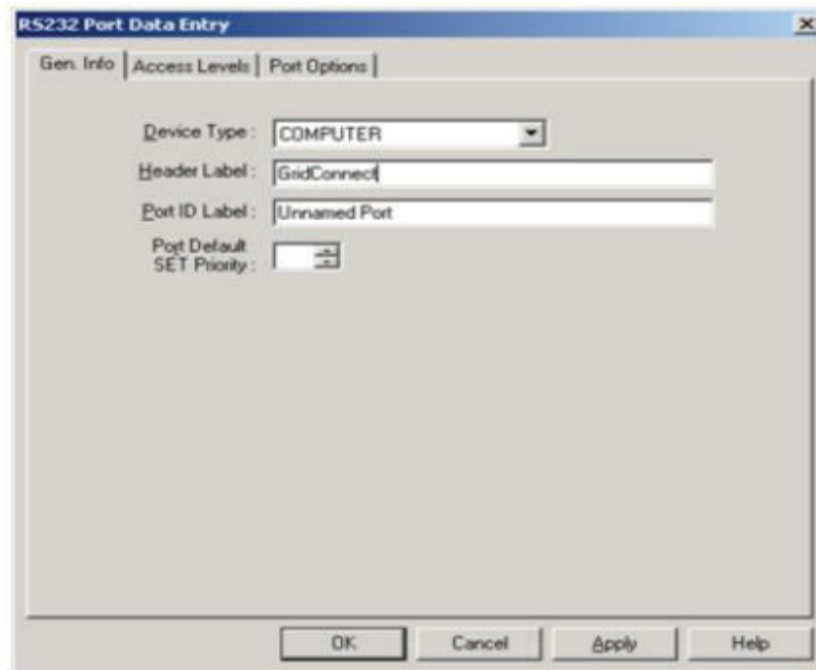 RS232 Port Data Entry
Gen. Info Access Levels Port Options
Device Type : COMPUTER
Header Label : GridConnect
Port ID Label : Unnamed Port
Port Default
SET Priority :
OK Cancel Apply Help